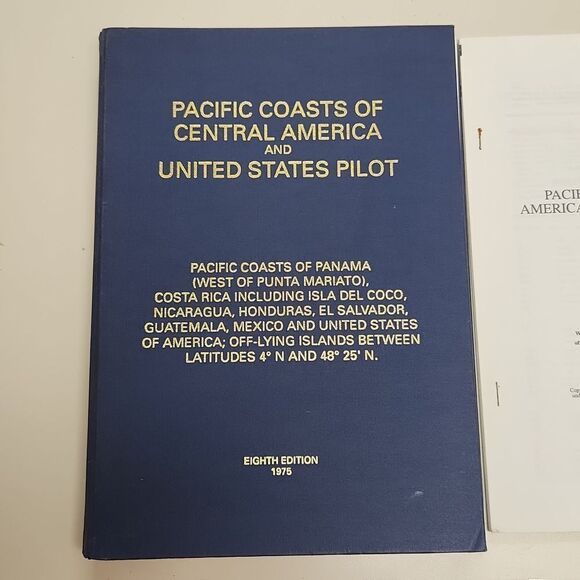 PACIFIC COASTS OF
CENTRAL AMERICA
AND
UNITED STATES PILOT
PACIFIC COASTS OF PANAMA
(WEST OF PUNTA MARIATO),
COSTA RICA INCLUDING ISLA DEL COCO,
NICARAGUA, HONDURAS, EL SALVADOR,
GUATEMALA, MEXICO AND UNITED STATES
OF AMERICA; OFF-LYING ISLANDS BETWEEN
LATITUDES 4° N AND 48° 25' N.
EIGHTH EDITION
1975
PACIF
AMERICA